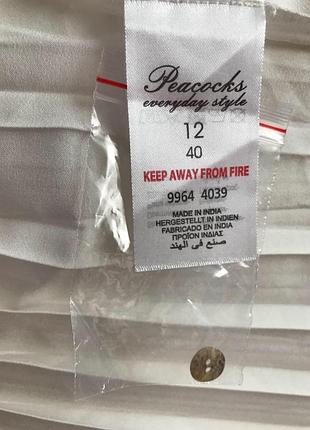 Peacocks
everyday style
12
40
KEEP AWAY FROM FIRE
9964 4039
MADE IN INDIA
HERGESTELLT IN INDIEN
FABRICADO EN INDIA
ΠΡΟΪΟΝ ΙΝΔΙΑΣ
صنع في الهند